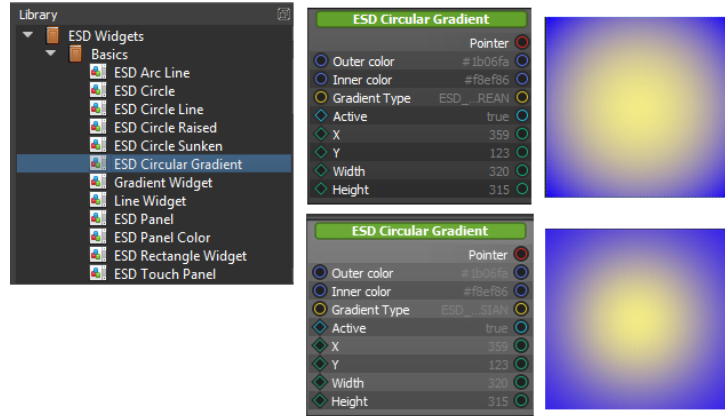 Library
ESD Widgets
Basics
ESD Arc Line
ESD Circle
ESD Circle Line
ESD Circle Raised
ESD Circle Sunken
ESD Circular Gradient
Gradient Widget
Line Widget
ESD Panel
ESD Panel Color
ESD Rectangle Widget
ESD Touch Panel
ESD Circular Gradient
Pointer
Outer color #1b06fa
Inner color #f8ef86
Gradient Type ESD_...REAN
Active true
X 359
Y 123
Width 320
Height 315
ESD Circular Gradient
Pointer
Outer color #1b06fa
Inner color #f8ef86
Gradient Type ESD_...SIAN
Active true
X 359
Y 123
Width 320
Height 315